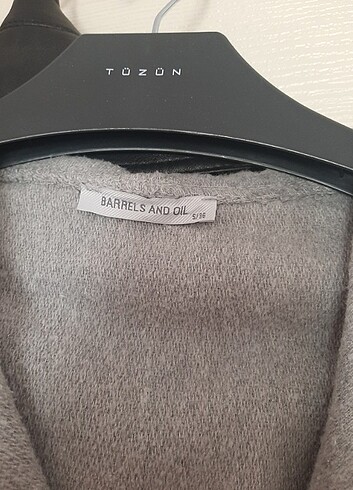 TÜZÜN
BARRELS AND OIL
S/36